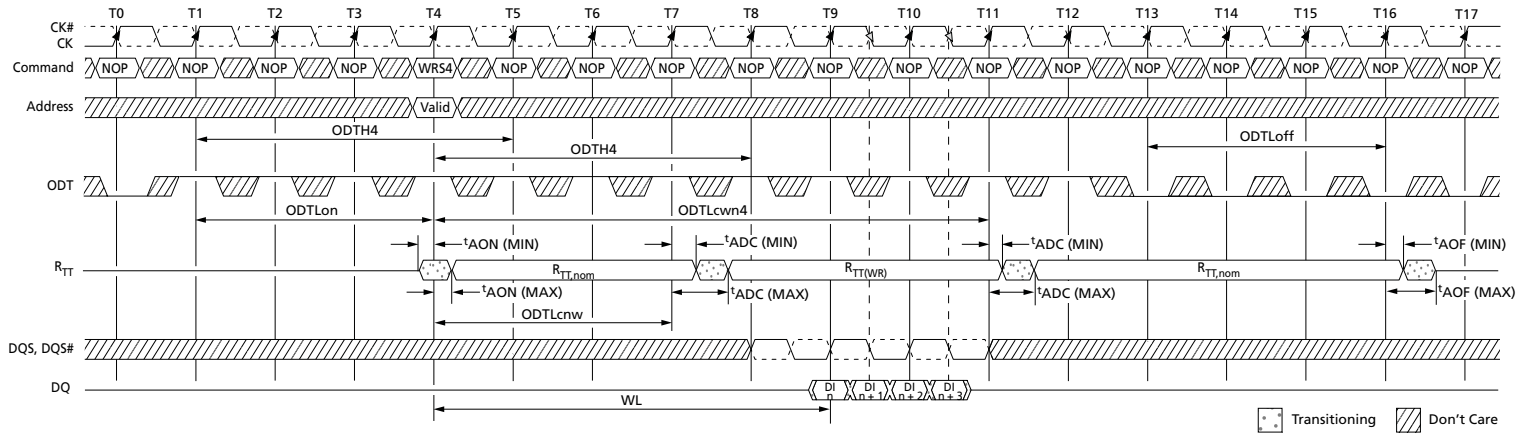 T0 T1 T2 T3 T4 T5 T6 T7 T8 T9 T10 T11 T12 T13 T14 T15 T16 T17
CK#
CK
Command NOP NOP NOP NOP WRS4 NOP NOP NOP NOP NOP NOP NOP NOP NOP NOP NOP NOP NOP
Address Valid
ODTH4 ODTLoff
ODTH4
ODT
ODTLon ODTLcwn4
tAON (MIN) tADC (MIN) tADC (MIN) tAOF (MIN)
RTT RTT,nom RTT(WR) RTT,nom
tAON (MAX) tADC (MAX) tADC (MAX) tAOF (MAX)
ODTLcnw
DQS, DQS#
DQ DI n DI n + 1 DI n + 2 DI n + 3
WL
Transitioning Don't Care